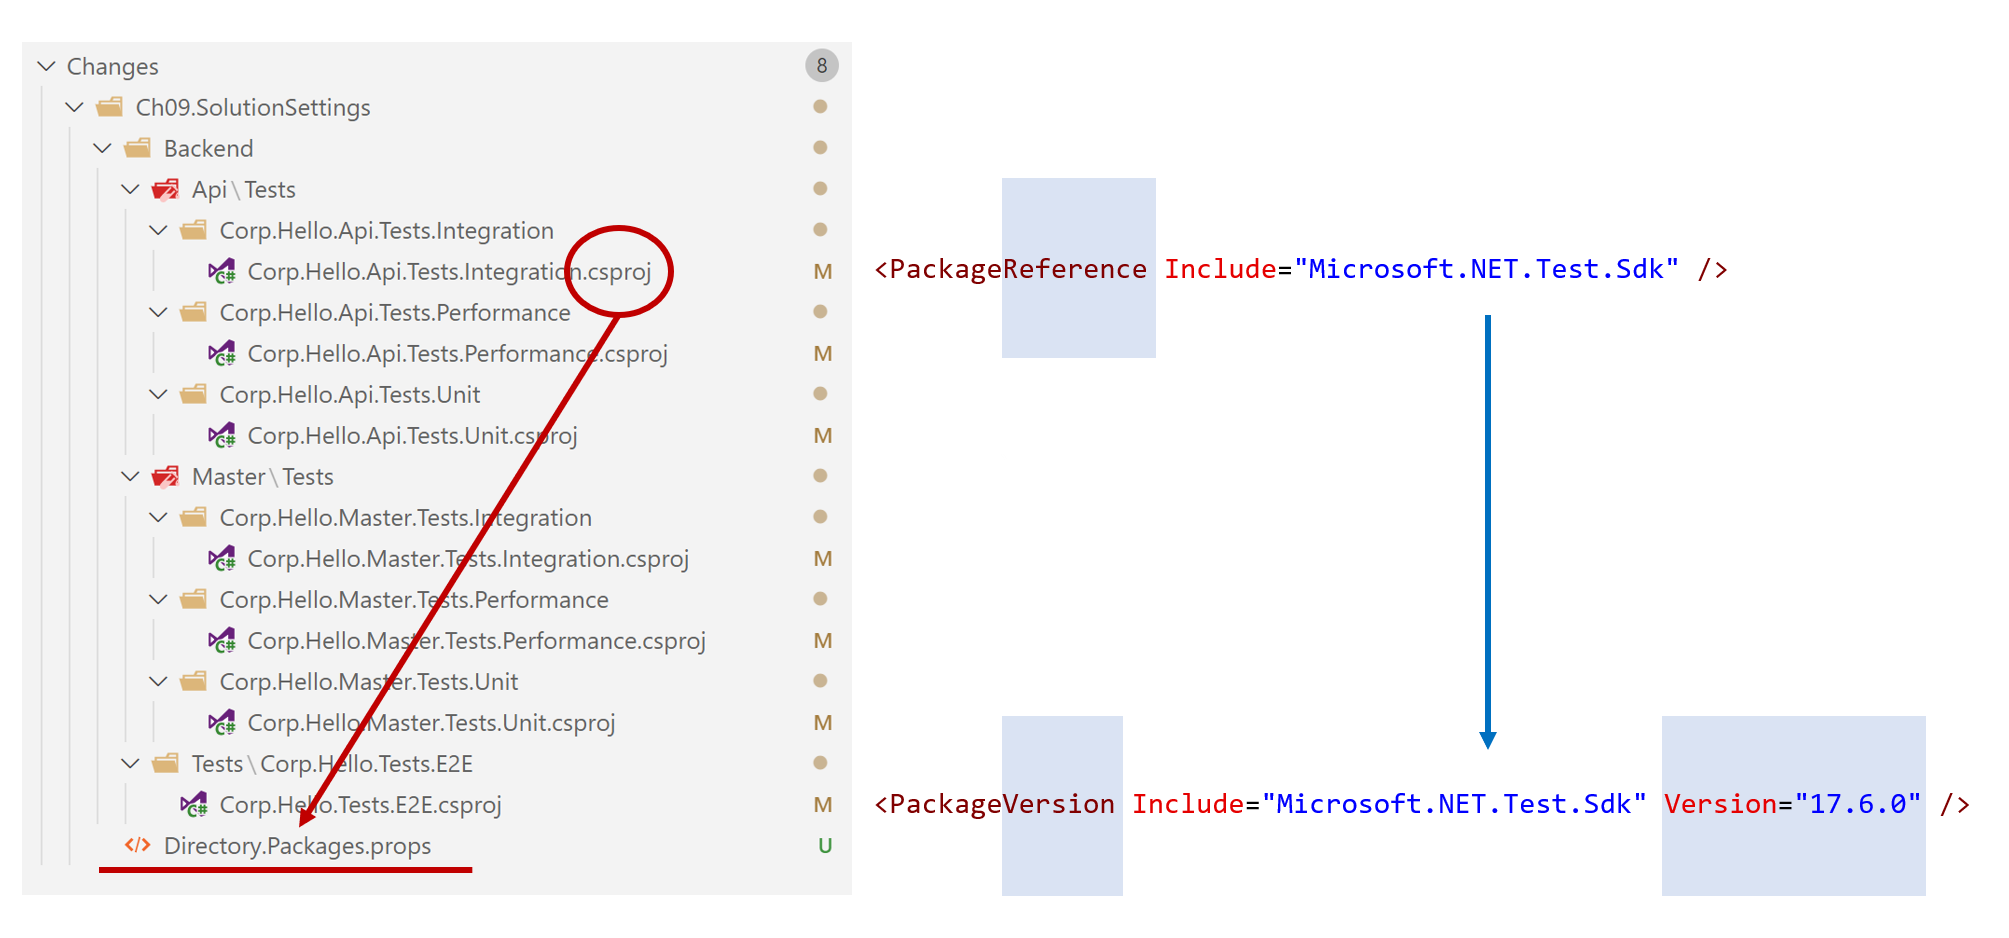 Changes 8
Ch09.SolutionSettings
Backend
Api\Tests
Corp.Hello.Api.Tests.Integration
Corp.Hello.Api.Tests.Integration.csproj M
<PackageReference Include="Microsoft.NET.Test.Sdk" />
Corp.Hello.Api.Tests.Performance
Corp.Hello.Api.Tests.Performance.csproj M
Corp.Hello.Api.Tests.Unit
Corp.Hello.Api.Tests.Unit.csproj M
Master\Tests
Corp.Hello.Master.Tests.Integration
Corp.Hello.Master.Tests.Integration.csproj M
Corp.Hello.Master.Tests.Performance
Corp.Hello.Master.Tests.Performance.csproj M
Corp.Hello.Master.Tests.Unit
Corp.Hello.Master.Tests.Unit.csproj M
Tests\Corp.Hello.Tests.E2E
Corp.Hello.Tests.E2E.csproj M
<PackageVersion Include="Microsoft.NET.Test.Sdk" Version="17.6.0" />
Directory.Packages.props U